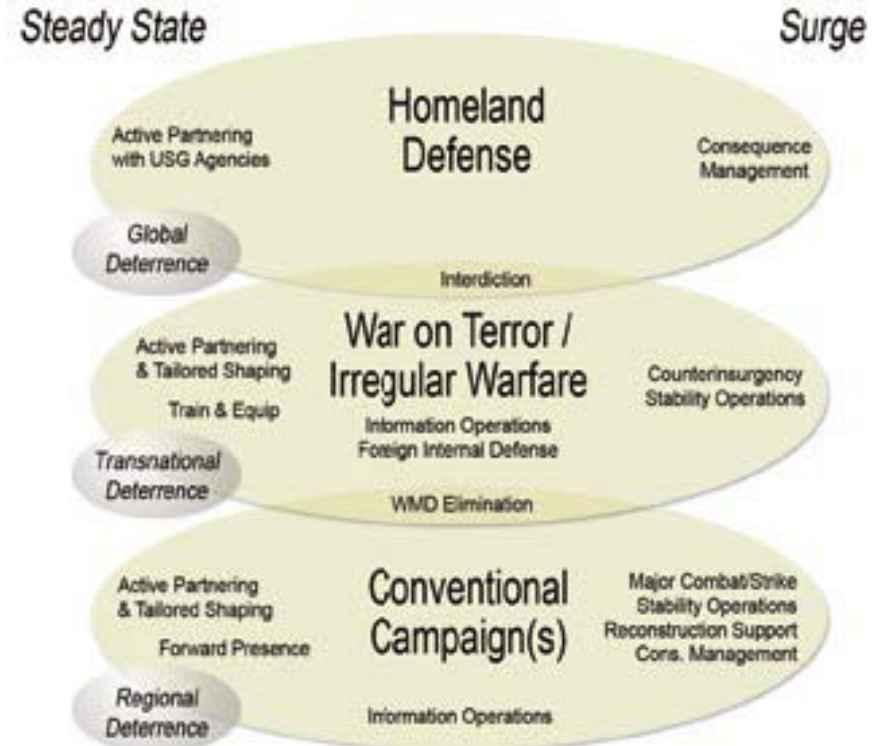 Steady State
Surge
Homeland
Defense
Active Partnering
with USG Agencies
Consequence
Management
Global
Deterrence
Interdiction
War on Terror /
Irregular Warfare
Active Partnering
& Tailored Shaping
Train & Equip
Information Operations
Foreign Internal Defense
Counterinsurgency
Stability Operations
Transnational
Deterrence
WMD Elimination
Conventional
Campaign(s)
Active Partnering
& Tailored Shaping
Forward Presence
Major Combat/Strike
Stability Operations
Reconstruction Support
Cons. Management
Regional
Deterrence
Information Operations